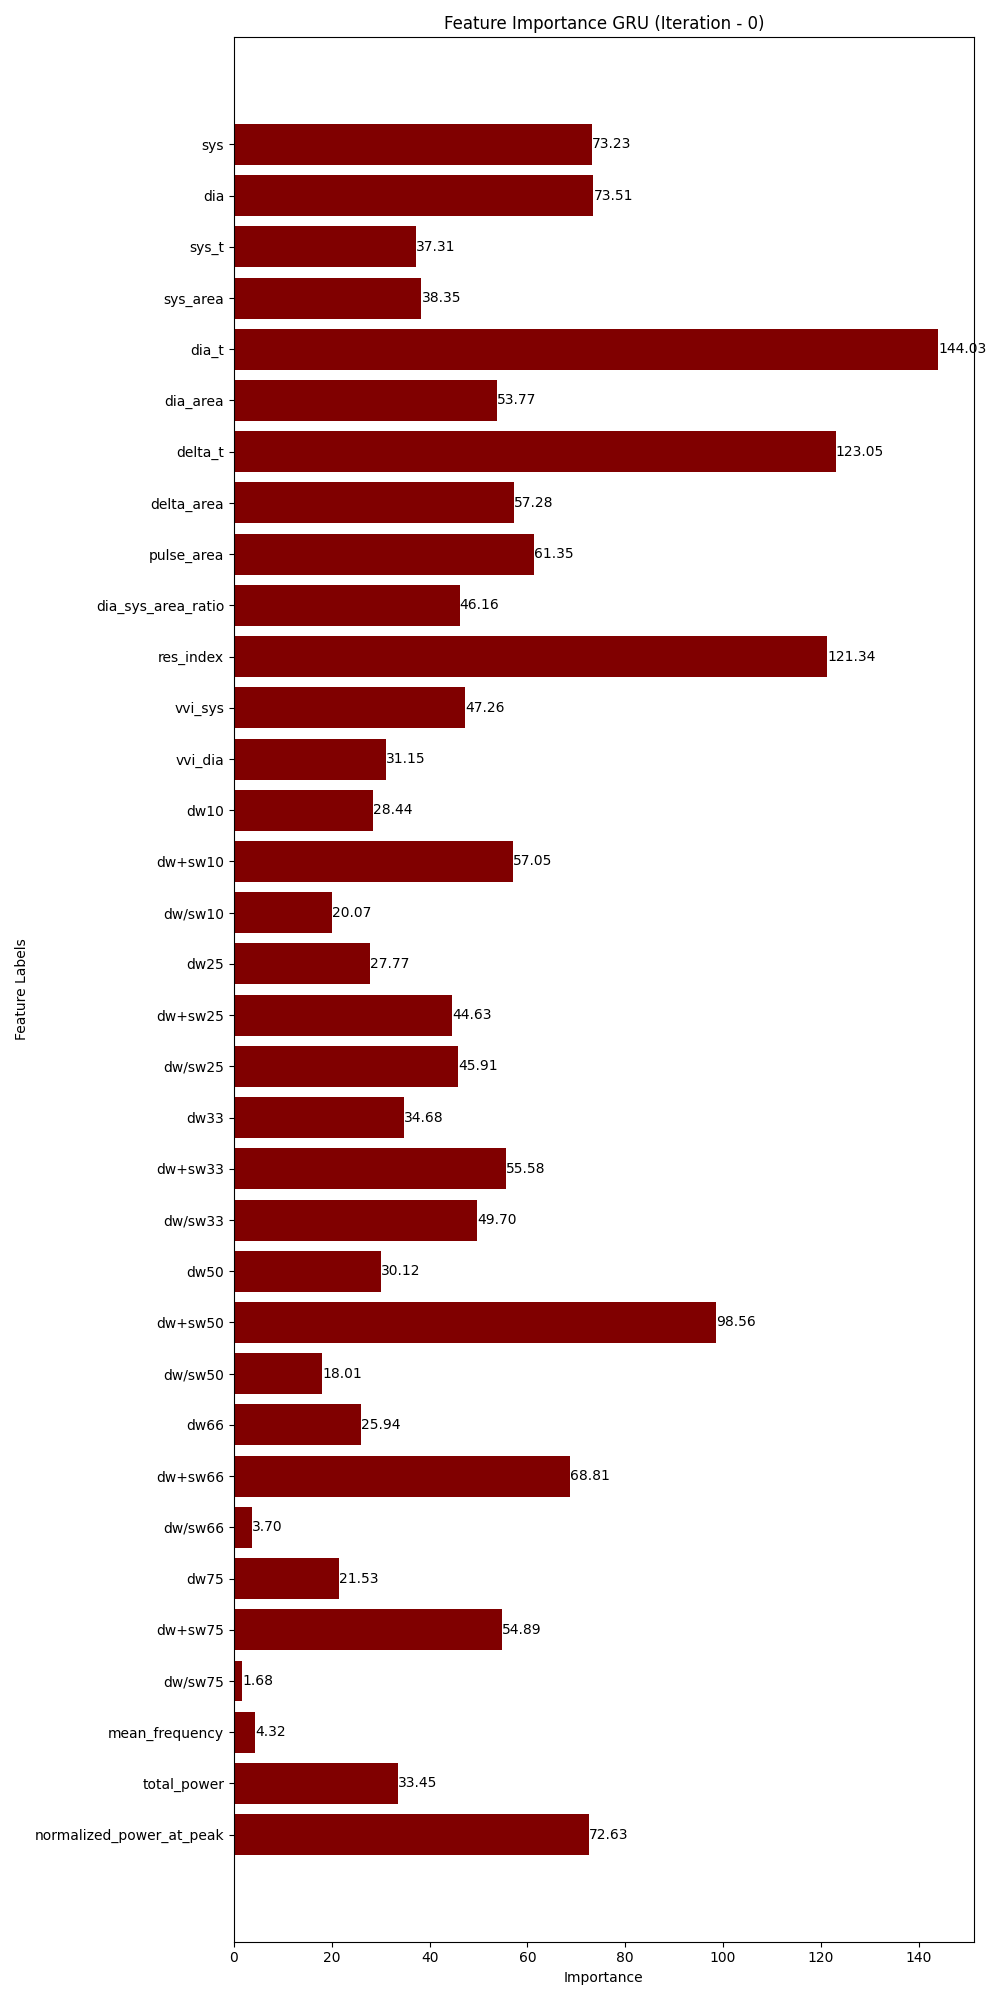 Feature Importance GRU (Iteration - 0)
sys 73.23
dia 73.51
sys_t 37.31
sys_area 38.35
dia_t 144.03
dia_area 53.77
delta_t 123.05
delta_area 57.28
pulse_area 61.35
dia_sys_area_ratio 46.16
res_index 121.34
vvi_sys 47.26
vvi_dia 31.15
dw10 28.44
dw+sw10 57.05
dw/sw10 20.07
dw25 27.77
dw+sw25 44.63
dw/sw25 45.91
dw33 34.68
dw+sw33 55.58
dw/sw33 49.70
dw50 30.12
dw+sw50 98.56
dw/sw50 18.01
dw66 25.94
dw+sw66 68.81
dw/sw66 3.70
dw75 21.53
dw+sw75 54.89
dw/sw75 1.68
mean_frequency 4.32
total_power 33.45
normalized_power_at_peak 72.63
Feature Labels
0 20 40 60 80 100 120 140
Importance